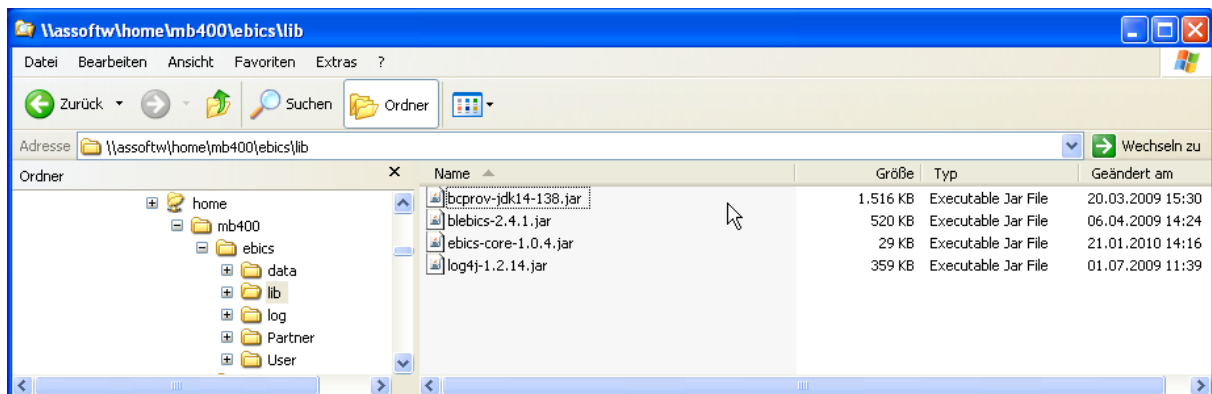 \\assoftw\home\mb400\ebics\lib
Datei Bearbeiten Ansicht Favoriten Extras ?
Zurück Suchen Ordner
Adresse \\assoftw\home\mb400\ebics\lib Wechseln zu
Ordner Name Größe Typ Geändert am
home
mb400
ebics
data
lib
log
Partner
User
bcprov-jdk14-138.jar 1.516 KB Executable Jar File 20.03.2009 15:30
blebics-2.4.1.jar 520 KB Executable Jar File 06.04.2009 14:24
ebics-core-1.0.4.jar 29 KB Executable Jar File 21.01.2010 14:16
log4j-1.2.14.jar 359 KB Executable Jar File 01.07.2009 11:39